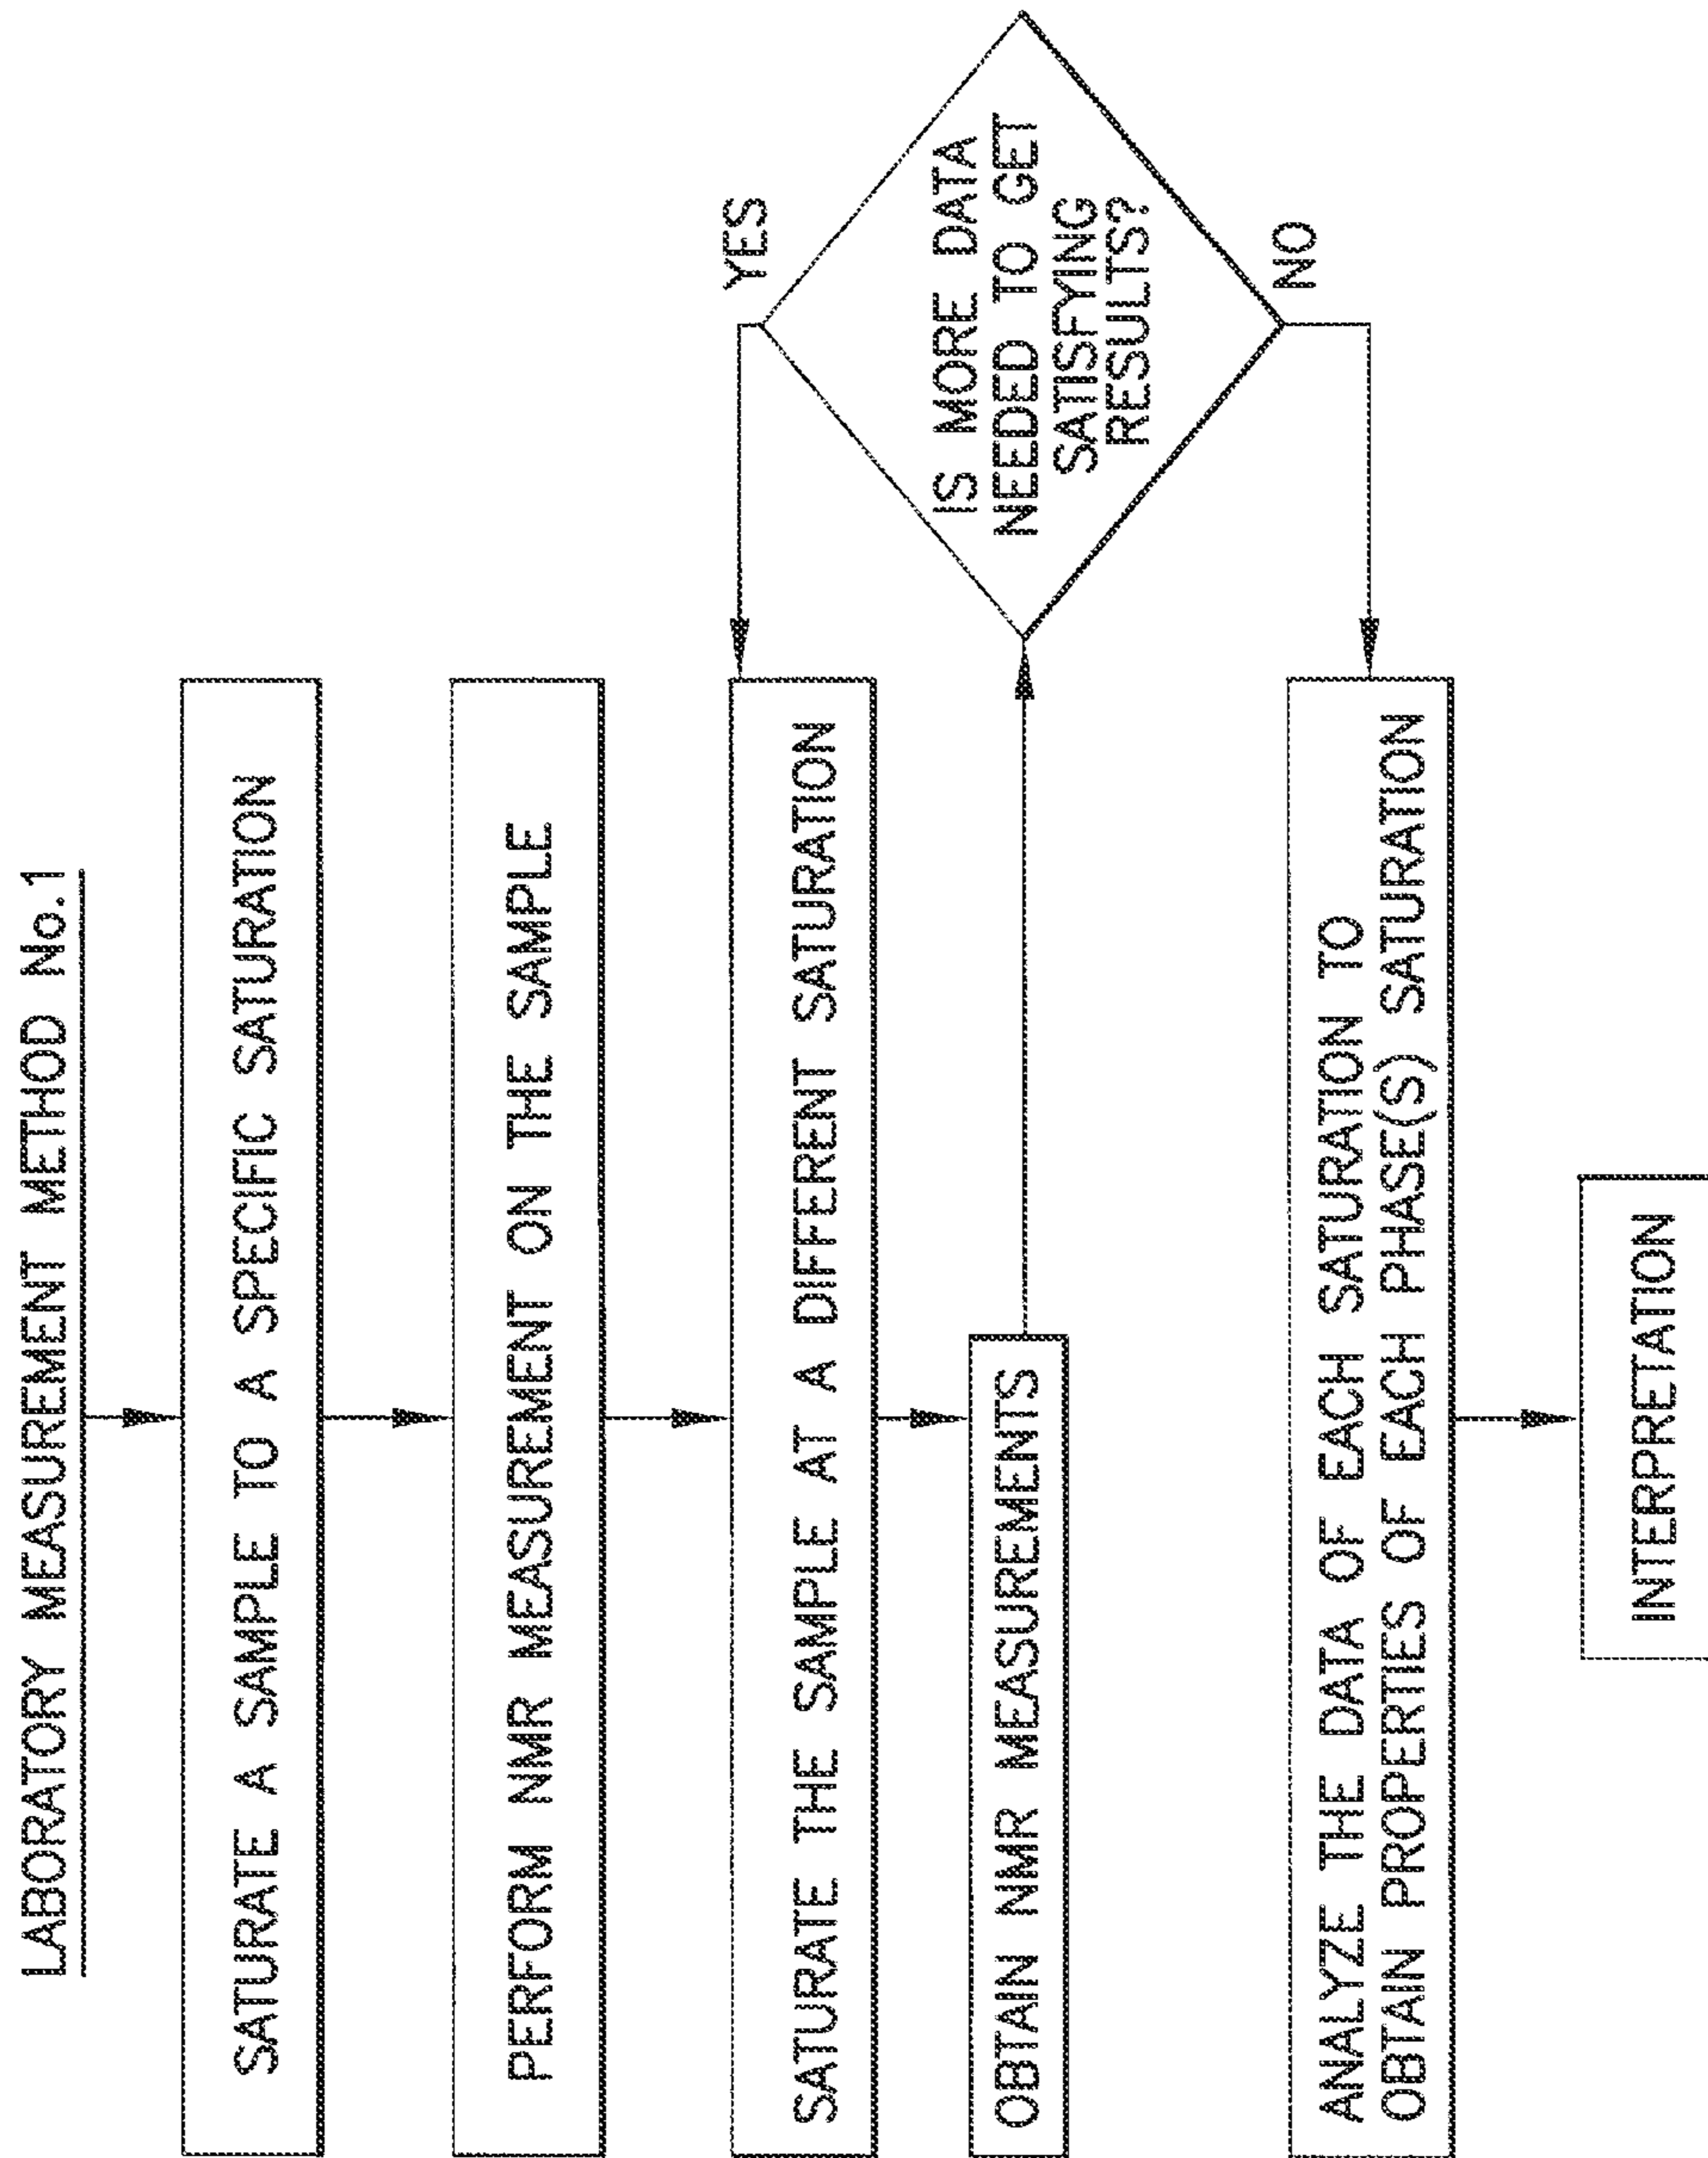 LABORATORY MEASUREMENT METHOD No.1
SATURATE A SAMPLE TO A SPECIFIC SATURATION
PERFORM NMR MEASUREMENT ON THE SAMPLE
SATURATE THE SAMPLE AT A DIFFERENT SATURATION
OBTAIN NMR MEASUREMENTS
YES
IS MORE DATA
NEEDED TO GET
SATISFYING
RESULTS?
NO
ANALYZE THE DATA OF EACH SATURATION TO
OBTAIN PROPERTIES OF EACH PHASE(S) SATURATION
INTERPRETATION